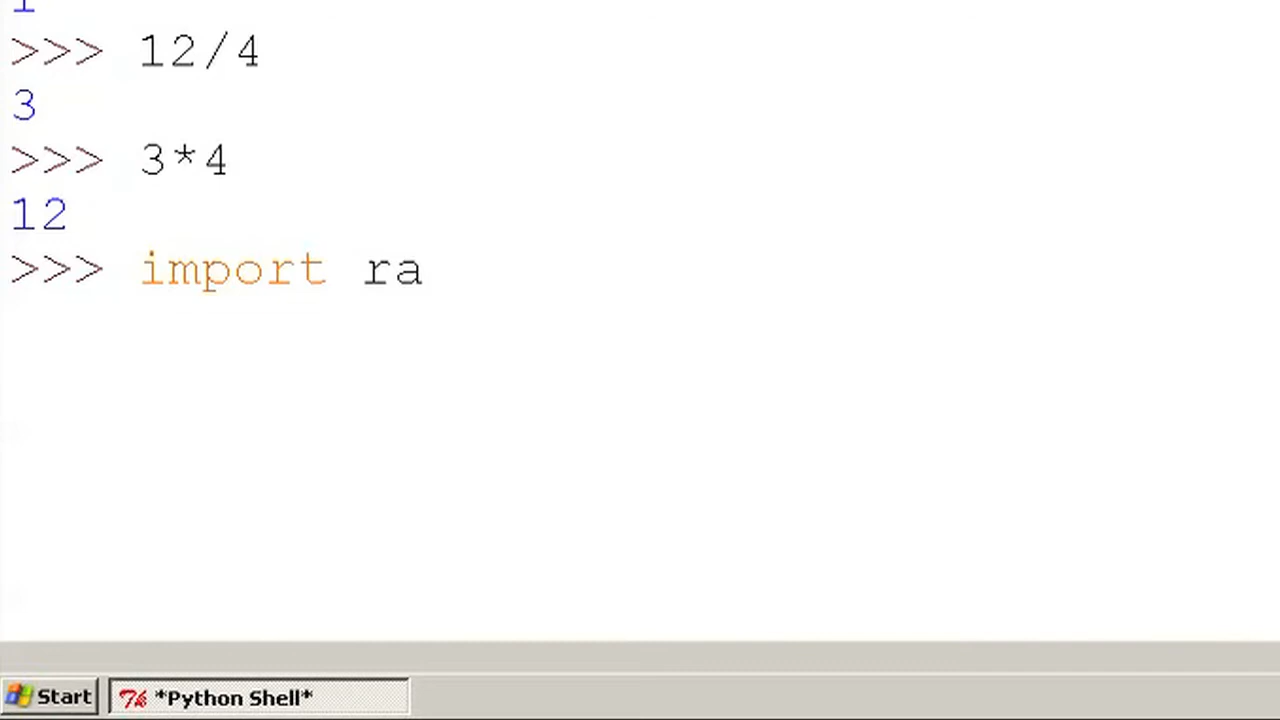 >>> 12/4
3
>>> 3*4
12
>>> import ra
Start
*Python Shell*